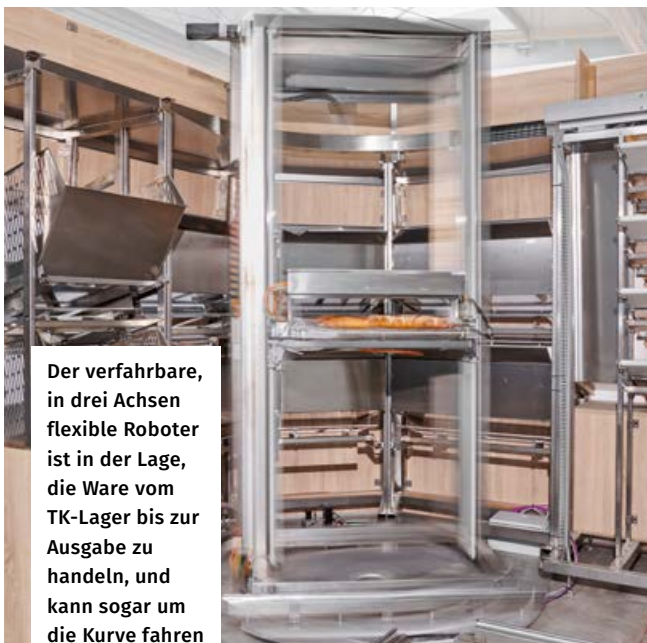 Der verfahrbare,
in drei Achsen
flexible Roboter
ist in der Lage,
die Ware vom
TK-Lager bis zur
Ausgabe zu
handeln, und
kann sogar um
die Kurve fahren